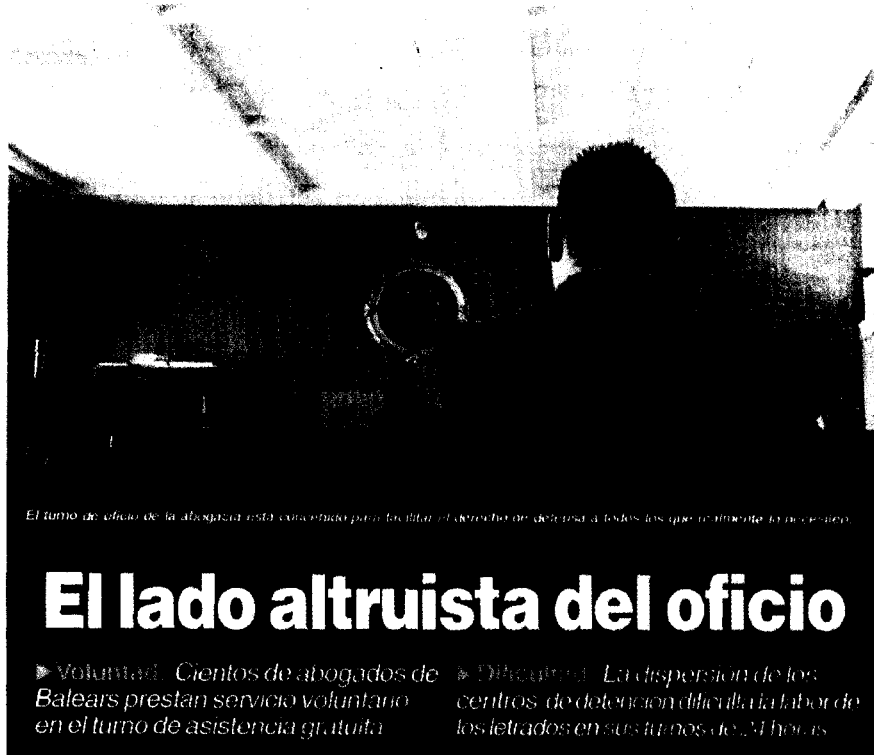 El turno de oficio de la abogacía está concebido para facilitar el derecho de defensa a todos los que realmente lo necesiten.
El lado altruista del oficio
▶ Voluntad. Cientos de abogados de
Balears prestan servicio voluntario
en el turno de asistencia gratuita
▶ Dificultad. La dispersión de los
centros de detención dificulta la labor de
los letrados en sus turnos de 24 horas